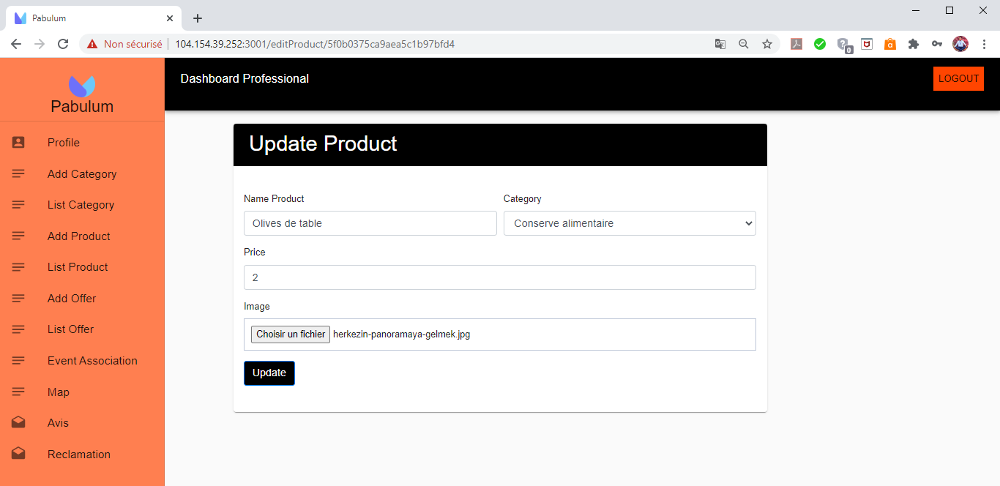 Pabulum
Non sécurisé
104.154.39.252:3001/editProduct/5f0b0375ca9aea5c1b97bfd4
0
Pabulum
Profile
Add Category
List Category
Add Product
List Product
Add Offer
List Offer
Event Association
Map
Avis
Reclamation
Dashboard Professional
LOGOUT
Update Product
Name Product
Category
Olives de table
Conserve alimentaire
Price
2
Image
Choisir un fichier herkezin-panoramaya-gelmek.jpg
Update